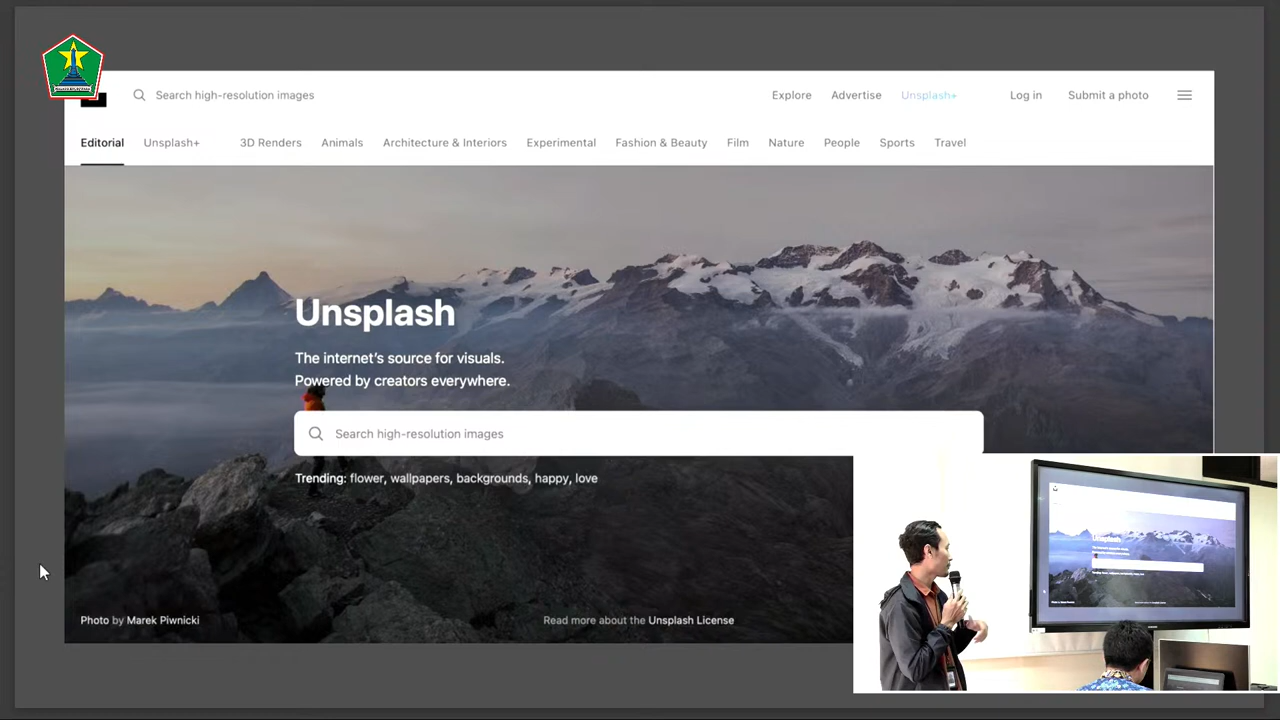 Search high-resolution images
Explore Advertise Unsplash+ Log in Submit a photo
Editorial Unsplash+ 3D Renders Animals Architecture & Interiors Experimental Fashion & Beauty Film Nature People Sports Travel
Unsplash
The internet’s source for visuals.
Powered by creators everywhere.
Search high-resolution images
Trending: flower, wallpapers, backgrounds, happy, love
Photo by Marek Piwnicki
Read more about the Unsplash License
Unsplash